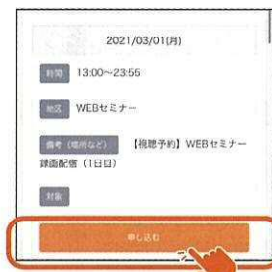 2021/03/01(月)
時間 13:00~23:55
地区 WEBセミナー
備考（場所など） 【視聴予約】WEBセミナー
録画配信（1日目）
対象
申し込む